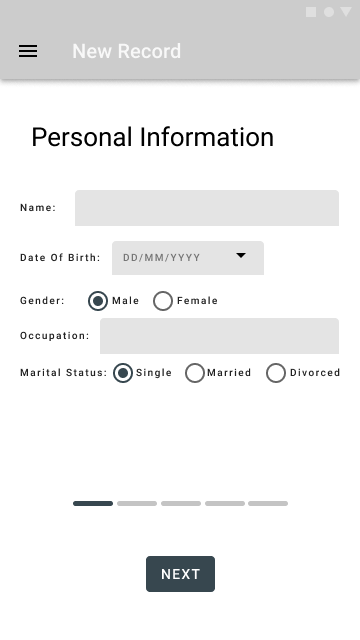 New Record
Personal Information
Name:
Date Of Birth: DD/MM/YYYY
Gender: Male Female
Occupation:
Marital Status: Single Married Divorced
NEXT